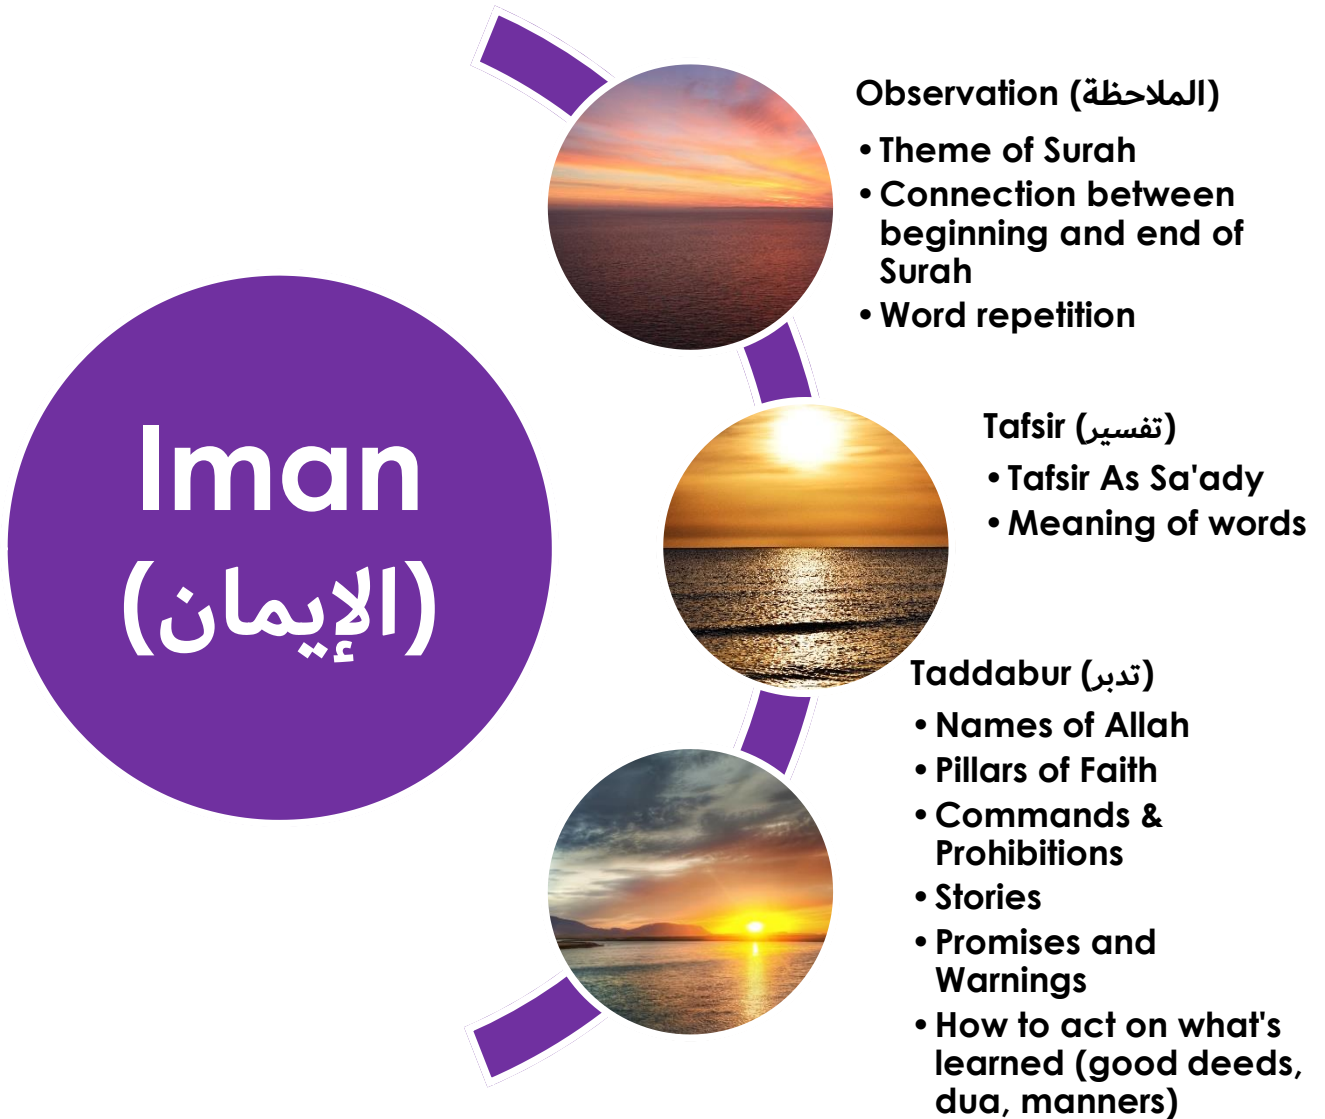 Iman
(الإيمان)
Observation (الملاحظة)
• Theme of Surah
• Connection between
beginning and end of
Surah
• Word repetition
Tafsir (تفسير)
• Tafsir As Sa'ady
• Meaning of words
Taddabur (تدبر)
• Names of Allah
• Pillars of Faith
• Commands &
Prohibitions
• Stories
• Promises and
Warnings
• How to act on what's
learned (good deeds,
dua, manners)